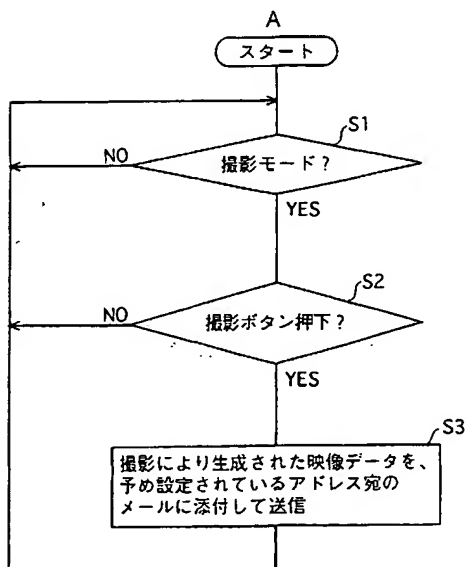 A
スタート
S1
NO
撮影モード？
YES
S2
NO
撮影ボタン押下？
YES
S3
撮影により生成された映像データを、
予め設定されているアドレス宛の
メールに添付して送信